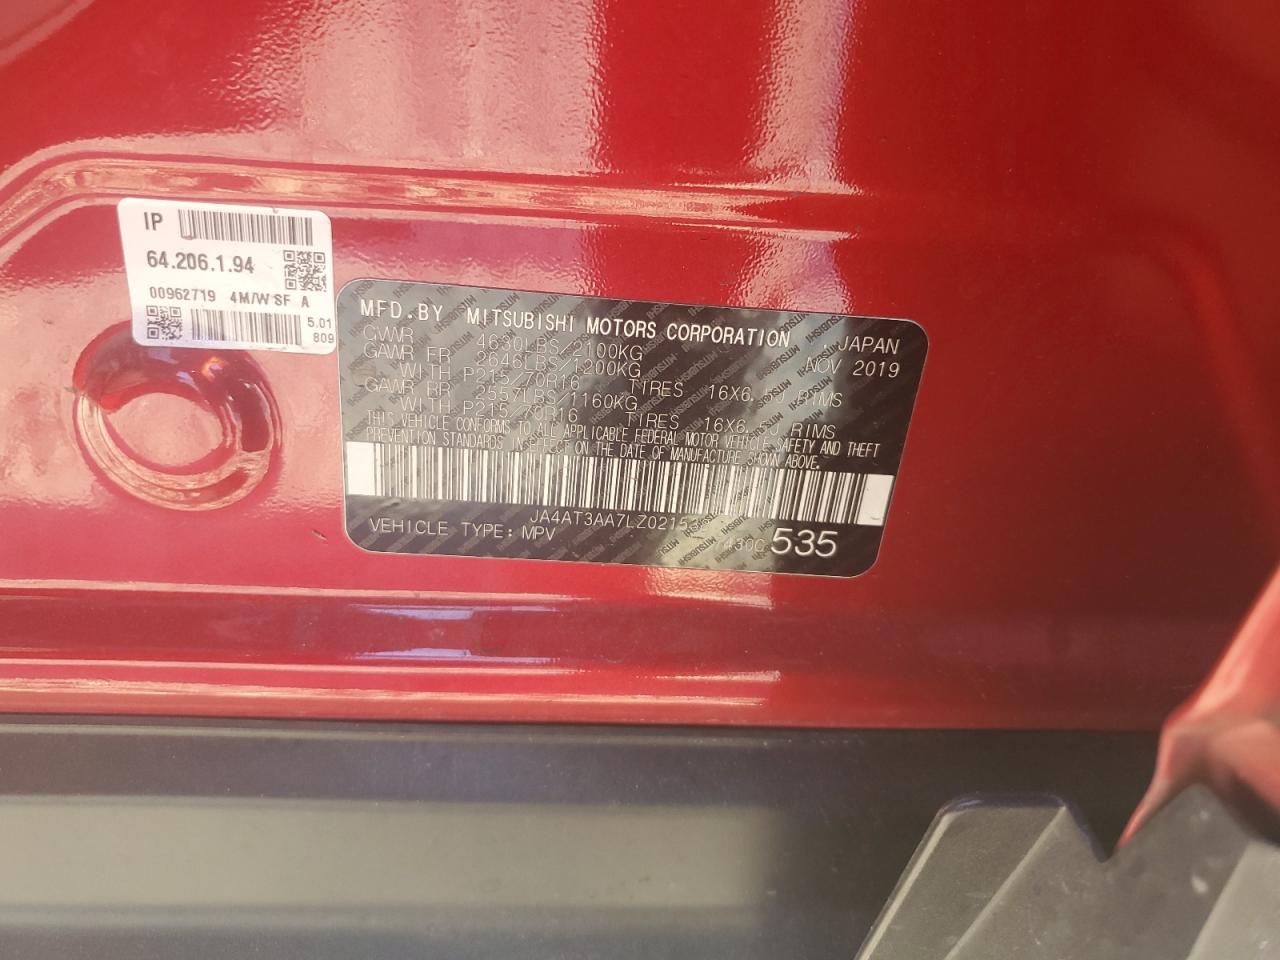 IP
64.206.1.94
00962719 4M/W SF A
5.01
809
MFD.BY MITSUBISHI MOTORS CORPORATION JAPAN
GVWR 4630LBS/2100KG NOV 2019
GAWR FR 2646LBS/1200KG
WITH P215/70R16 TIRES 16X6. RIMS
GAWR RR 2557LBS/1160KG
WITH P215/70R16 TIRES 16X6. RIMS
THIS VEHICLE CONFORMS TO ALL APPLICABLE FEDERAL MOTOR VEHICLE SAFETY AND THEFT
PREVENTION STANDARDS IN EFFECT ON THE DATE OF MANUFACTURE SHOWN ABOVE.
VEHICLE TYPE: MPV 535